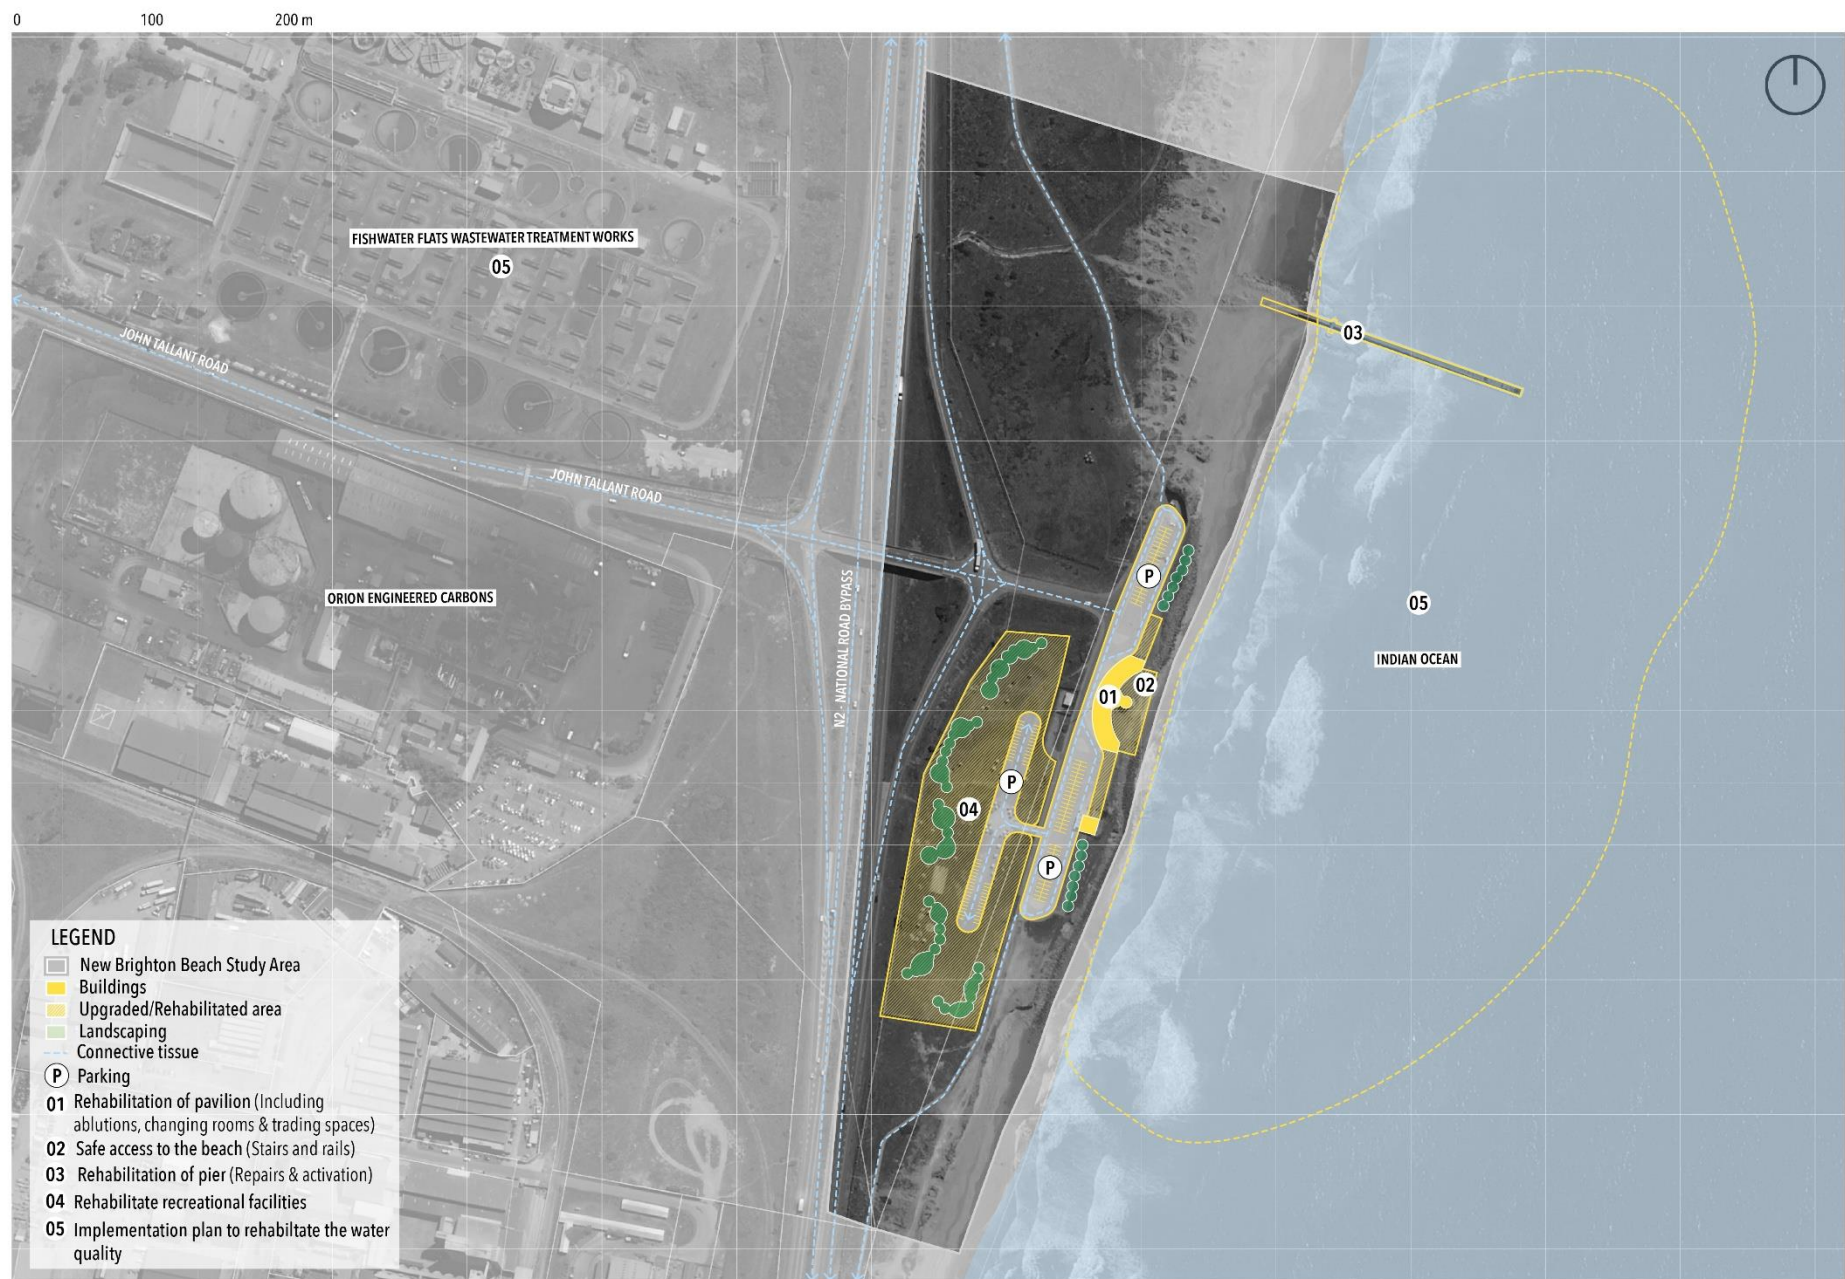 0 100 200 m
FISHWATER FLATS WASTEWATER TREATMENT WORKS
05
03
JOHN TALLANT ROAD
JOHN TALLANT ROAD
P
ORION ENGINEERED CARBONS
N2 - NATIONAL ROAD BYPASS
05
INDIAN OCEAN
01
02
P
04
P
LEGEND
New Brighton Beach Study Area
Buildings
Upgraded/Rehabilitated area
Landscaping
Connective tissue
P Parking
01 Rehabilitation of pavilion (Including
ablutions, changing rooms & trading spaces)
02 Safe access to the beach (Stairs and rails)
03 Rehabilitation of pier (Repairs & activation)
04 Rehabilitate recreational facilities
05 Implementation plan to rehabiltate the water
quality